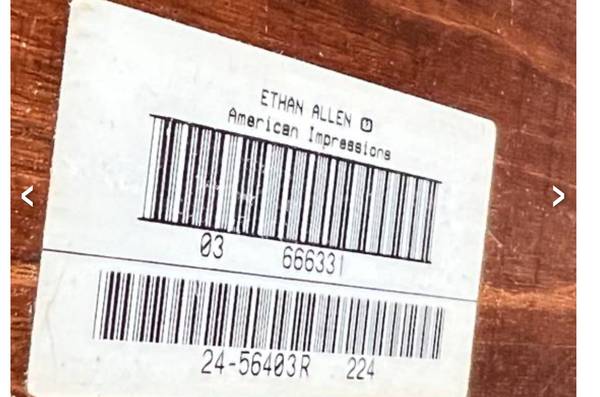 ETHAN ALLEN
American Impressions
03 666331
24-56403R 224